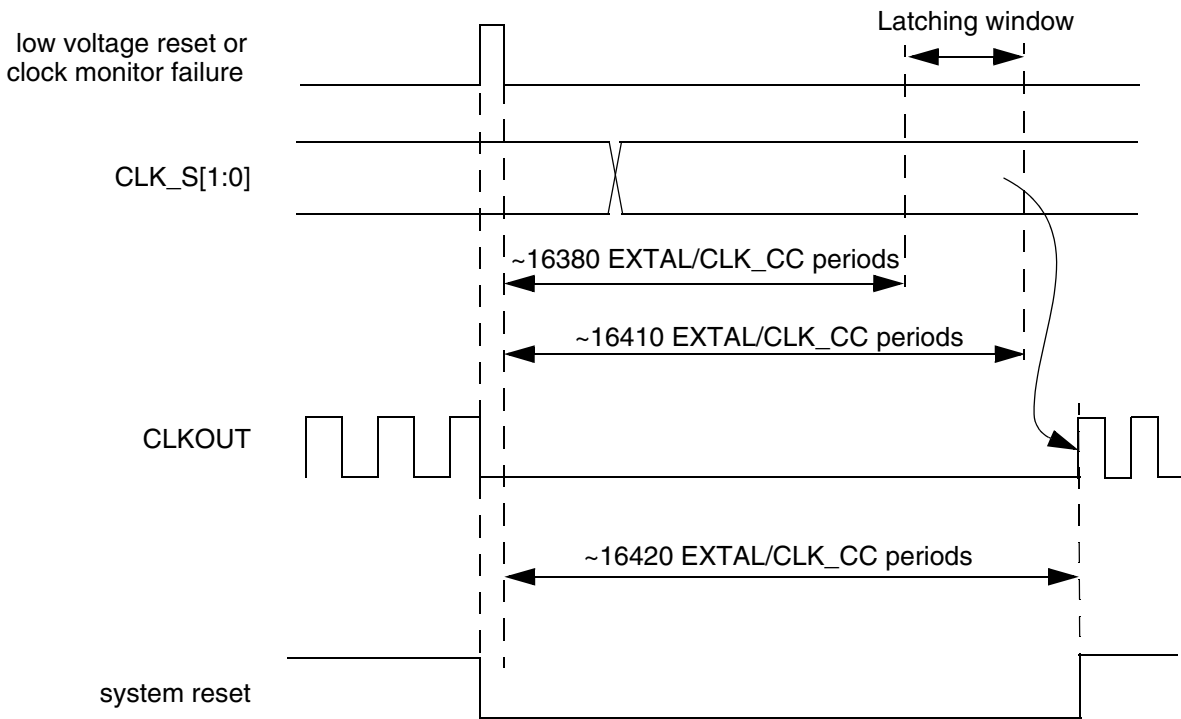 Latching window
low voltage reset or
clock monitor failure
CLK_S[1:0]
~16380 EXTAL/CLK_CC periods
~16410 EXTAL/CLK_CC periods
CLKOUT
~16420 EXTAL/CLK_CC periods
system reset